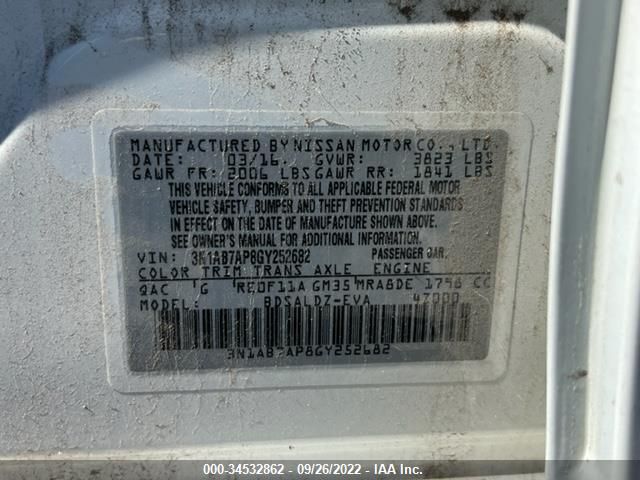 MANUFACTURED BY NISSAN MOTOR CO., LTD.
DATE: 03/16. GVWR: 3823 LBS
GAWR FR: 2006 LBS GAWR RR: 1841 LBS
THIS VEHICLE CONFORMS TO ALL APPLICABLE FEDERAL MOTOR
VEHICLE SAFETY, BUMPER AND THEFT PREVENTION STANDARDS
IN EFFECT ON THE DATE OF MANUFACTURE SHOWN ABOVE.
SEE OWNER'S MANUAL FOR ADDITIONAL INFORMATION.
VIN: 3N1AB7AP8GY252682 PASSENGER CAR.
COLOR TRIM TRANS AXLE ENGINE
QAC 'G 'RE0F11A GM35 MRA8DE 1798 CC
MODEL: BDSALDZ-EVA 47000
3N1AB7AP8GY252682
000-34532862 - 09/26/2022 - IAA Inc.